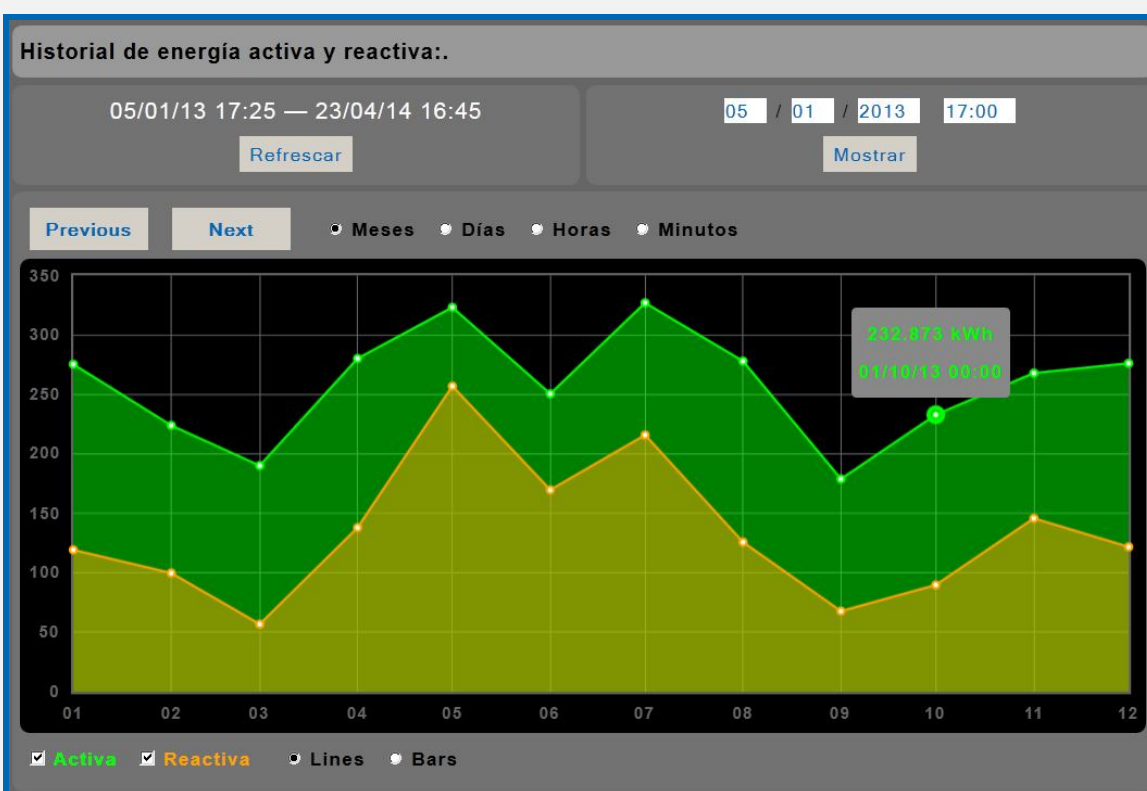 Historial de energía activa y reactiva:.
05/01/13 17:25 — 23/04/14 16:45
Refrescar
05 / 01 / 2013 17:00
Mostrar
Previous Next Meses Días Horas Minutos
350
300
250
200
150
100
50
0
232.873 kWh
01/10/13 00:00
01 02 03 04 05 06 07 08 09 10 11 12
Activa Reactiva Lines Bars